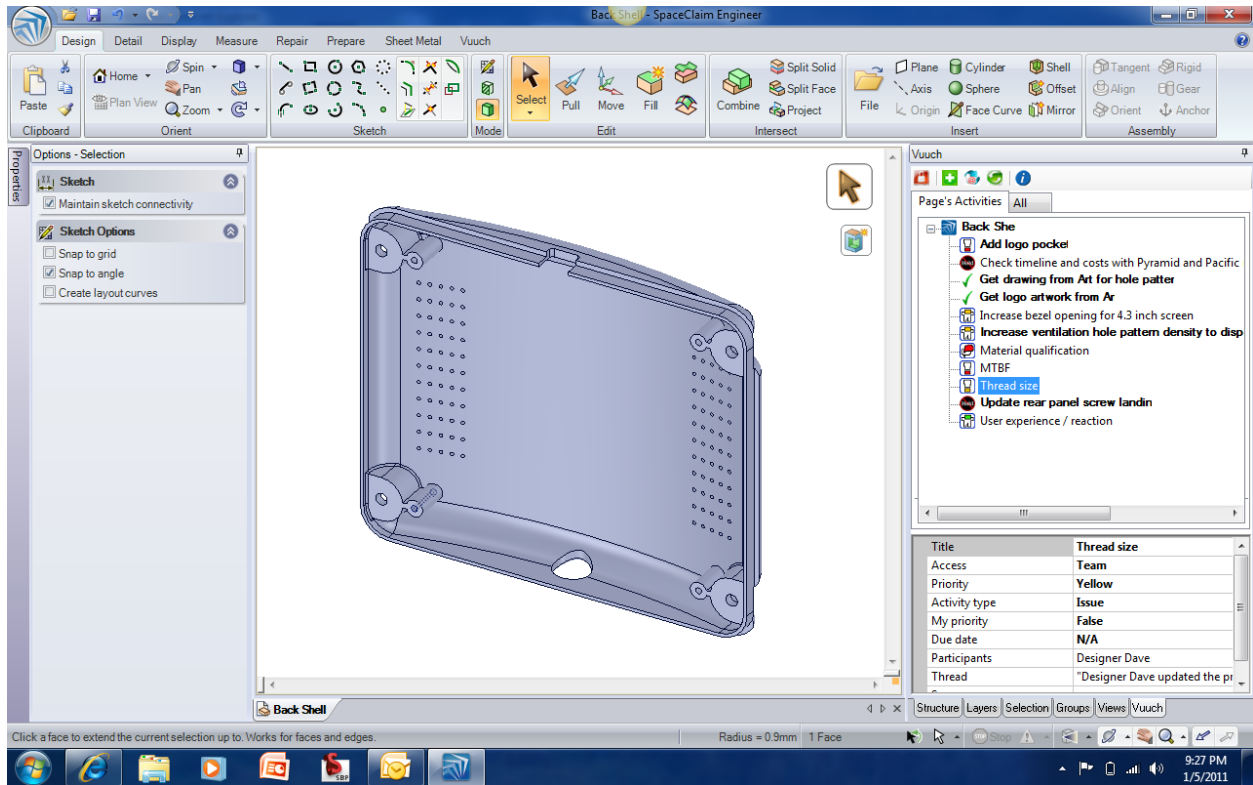 Back Shell - SpaceClaim Engineer
Design Detail Display Measure Repair Prepare Sheet Metal Vuuch
Paste
Clipboard
Home
Plan View
Spin
Pan
Zoom
Orient
Sketch
Mode
Select
Pull
Move
Fill
Edit
Combine
Split Solid
Split Face
Project
Intersect
File
Plane
Axis
Origin
Cylinder
Sphere
Face Curve
Shell
Offset
Mirror
Insert
Tangent
Rigid
Align
Gear
Orient
Anchor
Assembly
Properties
Options - Selection
Sketch
Maintain sketch connectivity
Sketch Options
Snap to grid
Snap to angle
Create layout curves
Back Shell
Vuuch
Page's Activities All
Back She
Add logo pocke
Check timeline and costs with Pyramid and Pacific
Get drawing from Art for hole patter
Get logo artwork from Ar
Increase bezel opening for 4.3 inch screen
Increase ventilation hole pattern density to disp
Material qualification
MTBF
Thread size
Update rear panel screw landin
User experience / reaction
Title Thread size
Access Team
Priority Yellow
Activity type Issue
My priority False
Due date N/A
Participants Designer Dave
Thread "Designer Dave updated the pr
Structure Layers Selection Groups Views Vuuch
Click a face to extend the current selection up to. Works for faces and edges.
Radius = 0.9mm 1 Face
Stop
SBP
9:27 PM
1/5/2011